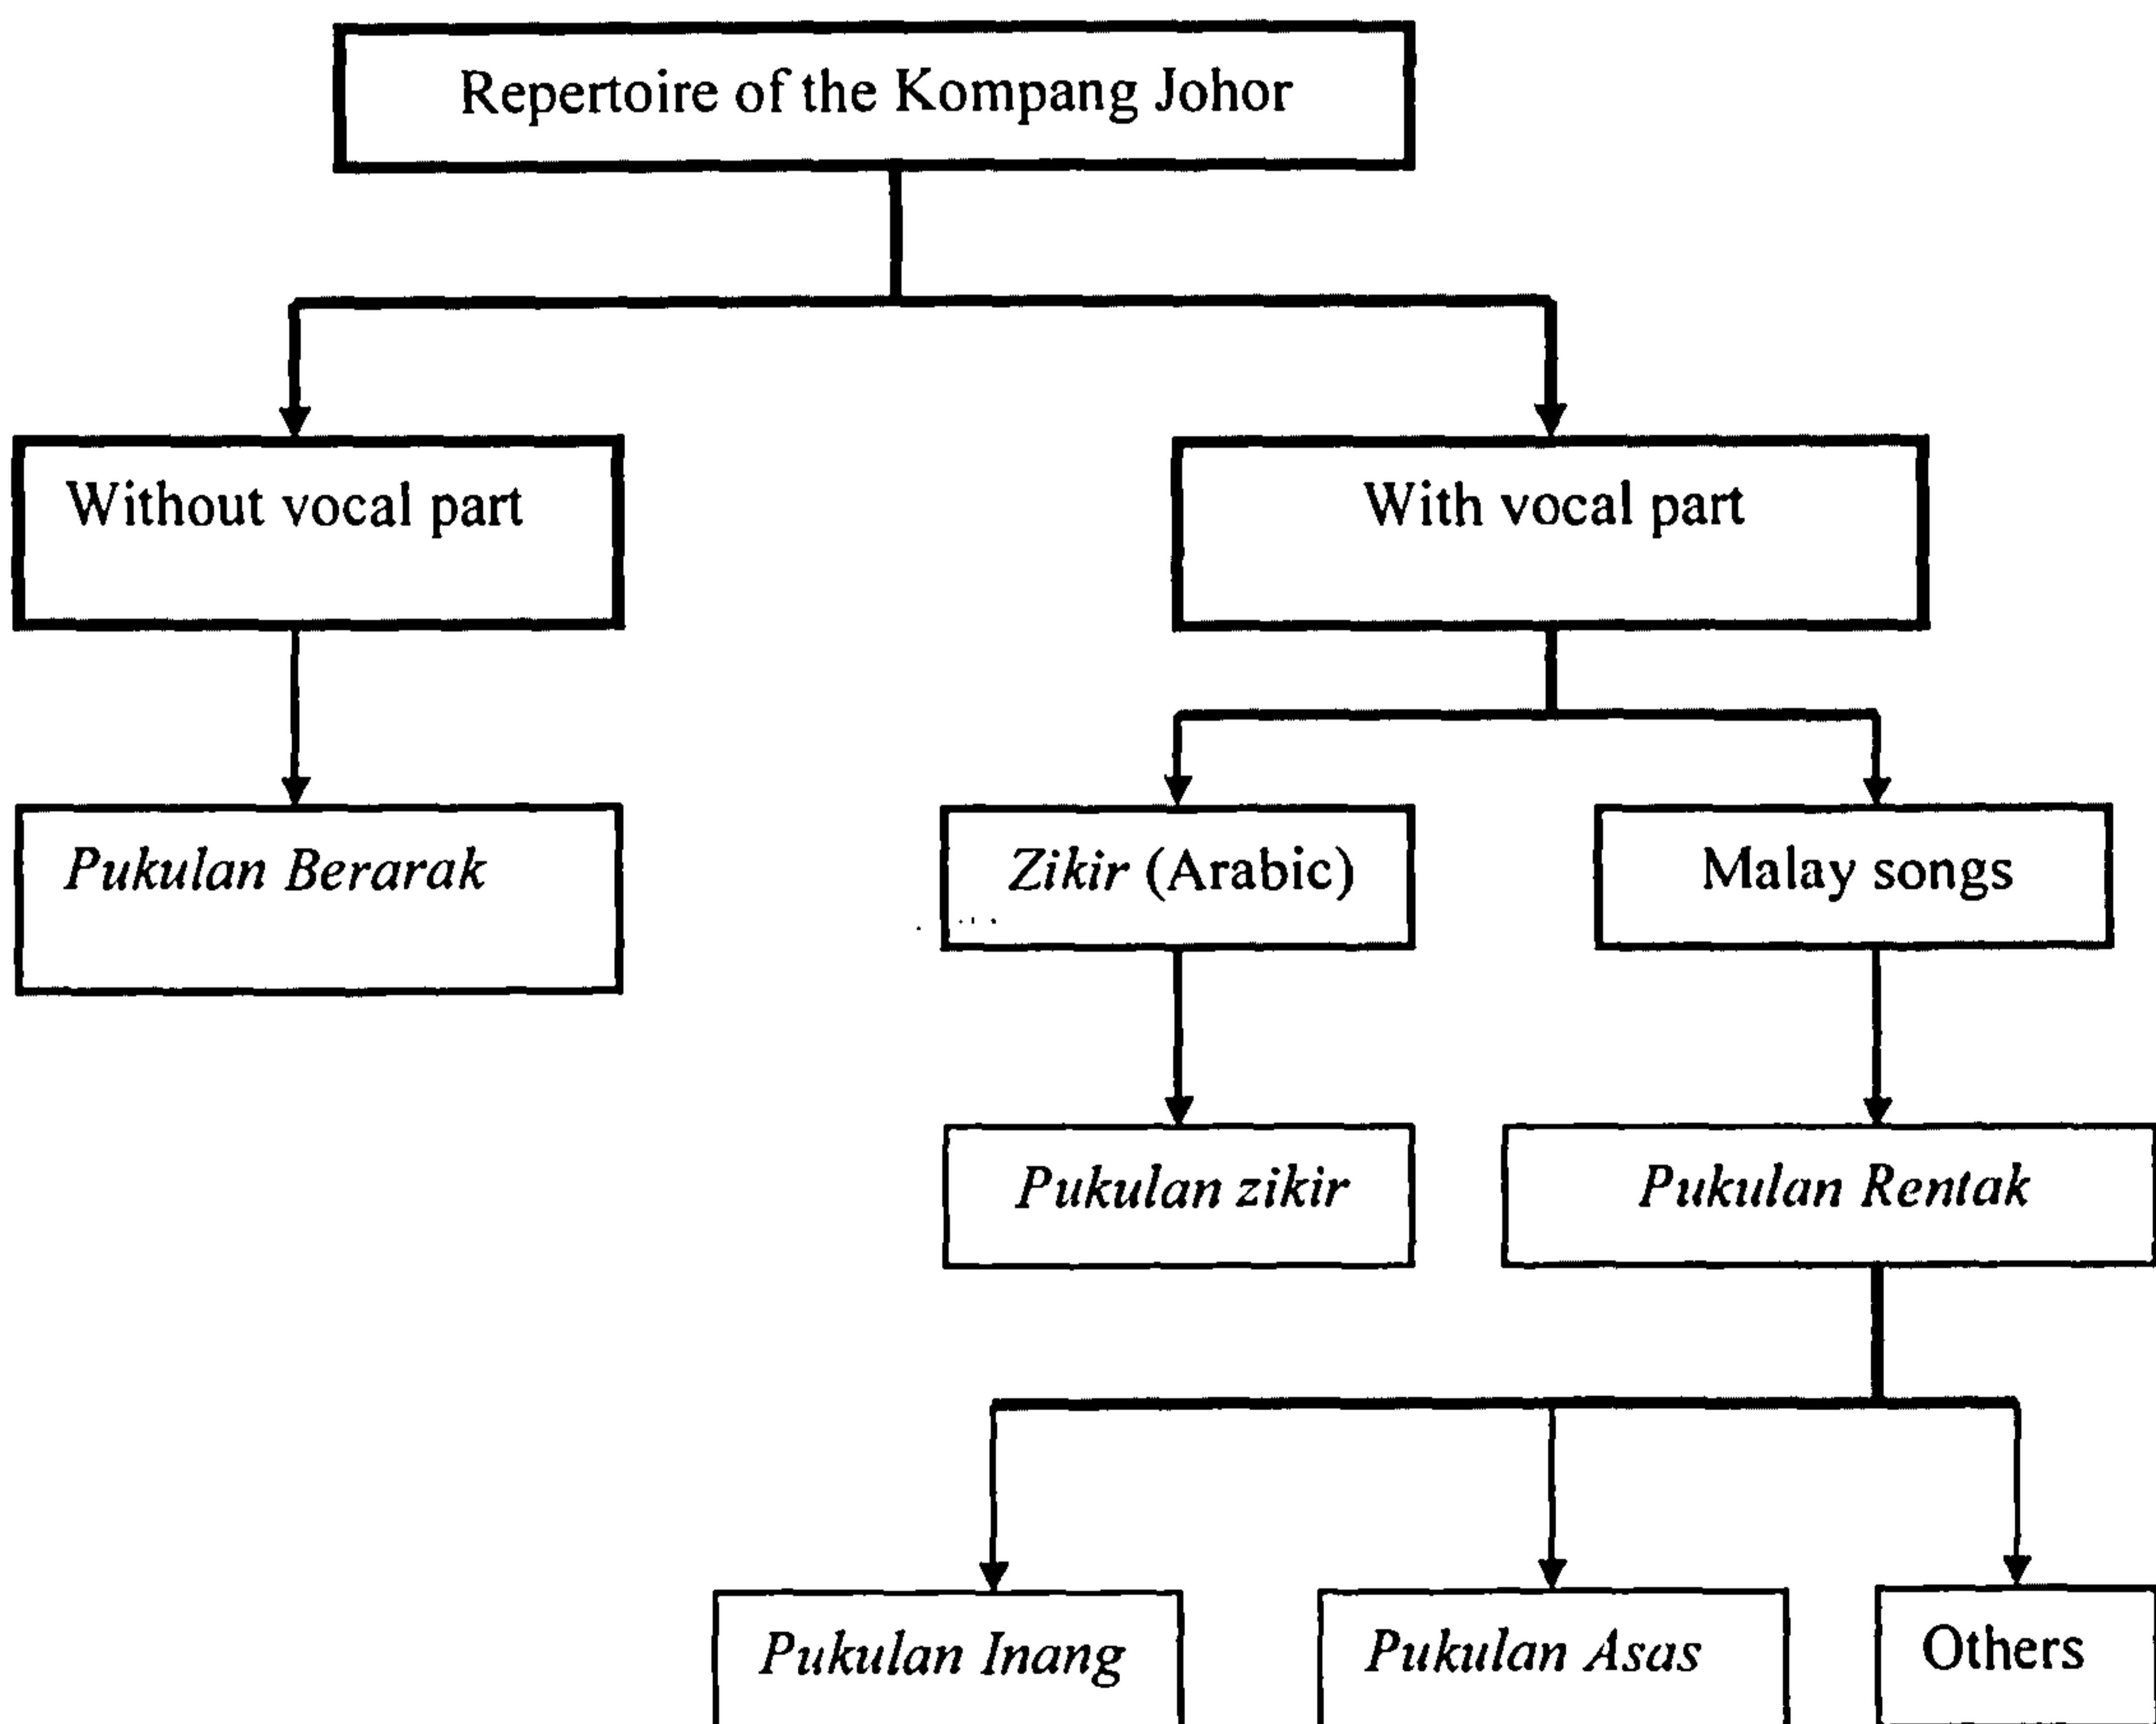 Repertoire of the Kompang Johor
Without vocal part
With vocal part
Pukulan Berarak
Zikir (Arabic)
Malay songs
Pukulan zikir
Pukulan Rentak
Pukulan Inang
Pukulan Asas
Others